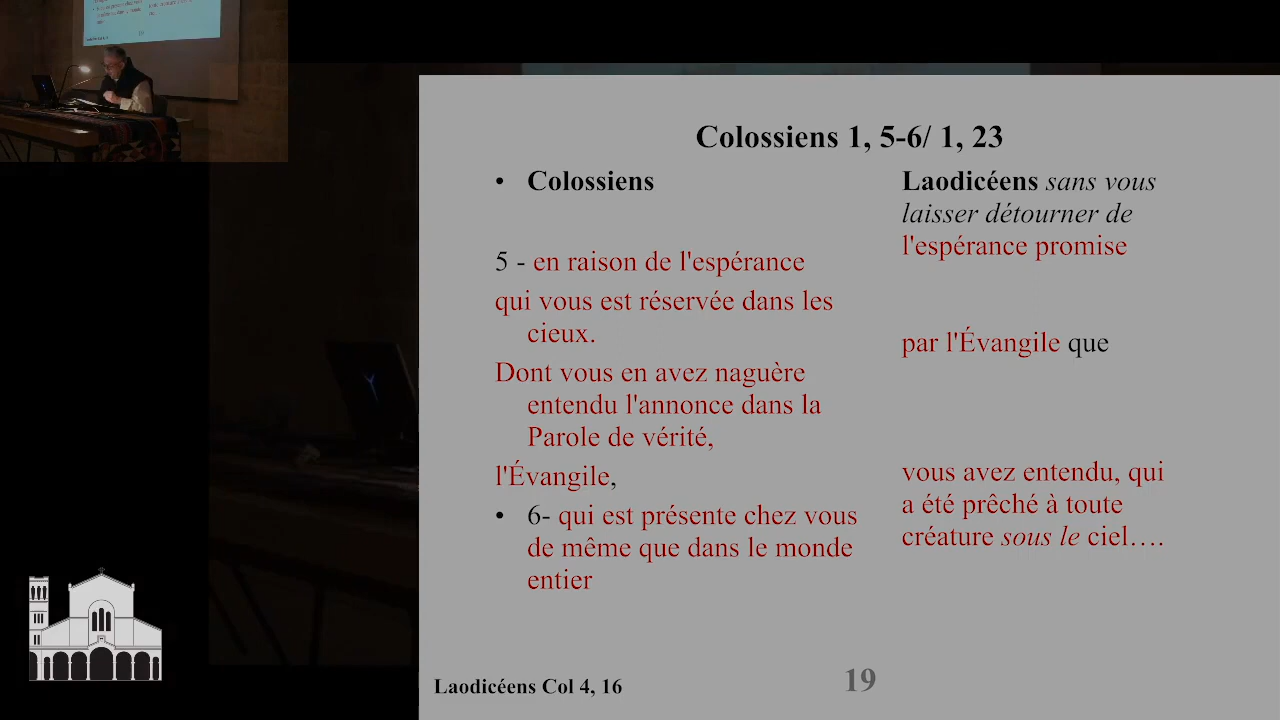 Colossiens 1, 5-6/ 1, 23
• Colossiens
5 - en raison de l'espérance
qui vous est réservée dans les
cieux.
Dont vous en avez naguère
entendu l'annonce dans la
Parole de vérité,
l'Évangile,
• 6- qui est présente chez vous
de même que dans le monde
entier
Laodicéens sans vous
laisser détourner de
l'espérance promise
par l'Évangile que
vous avez entendu, qui
a été prêché à toute
créature sous le ciel….
Laodicéens Col 4, 16
19